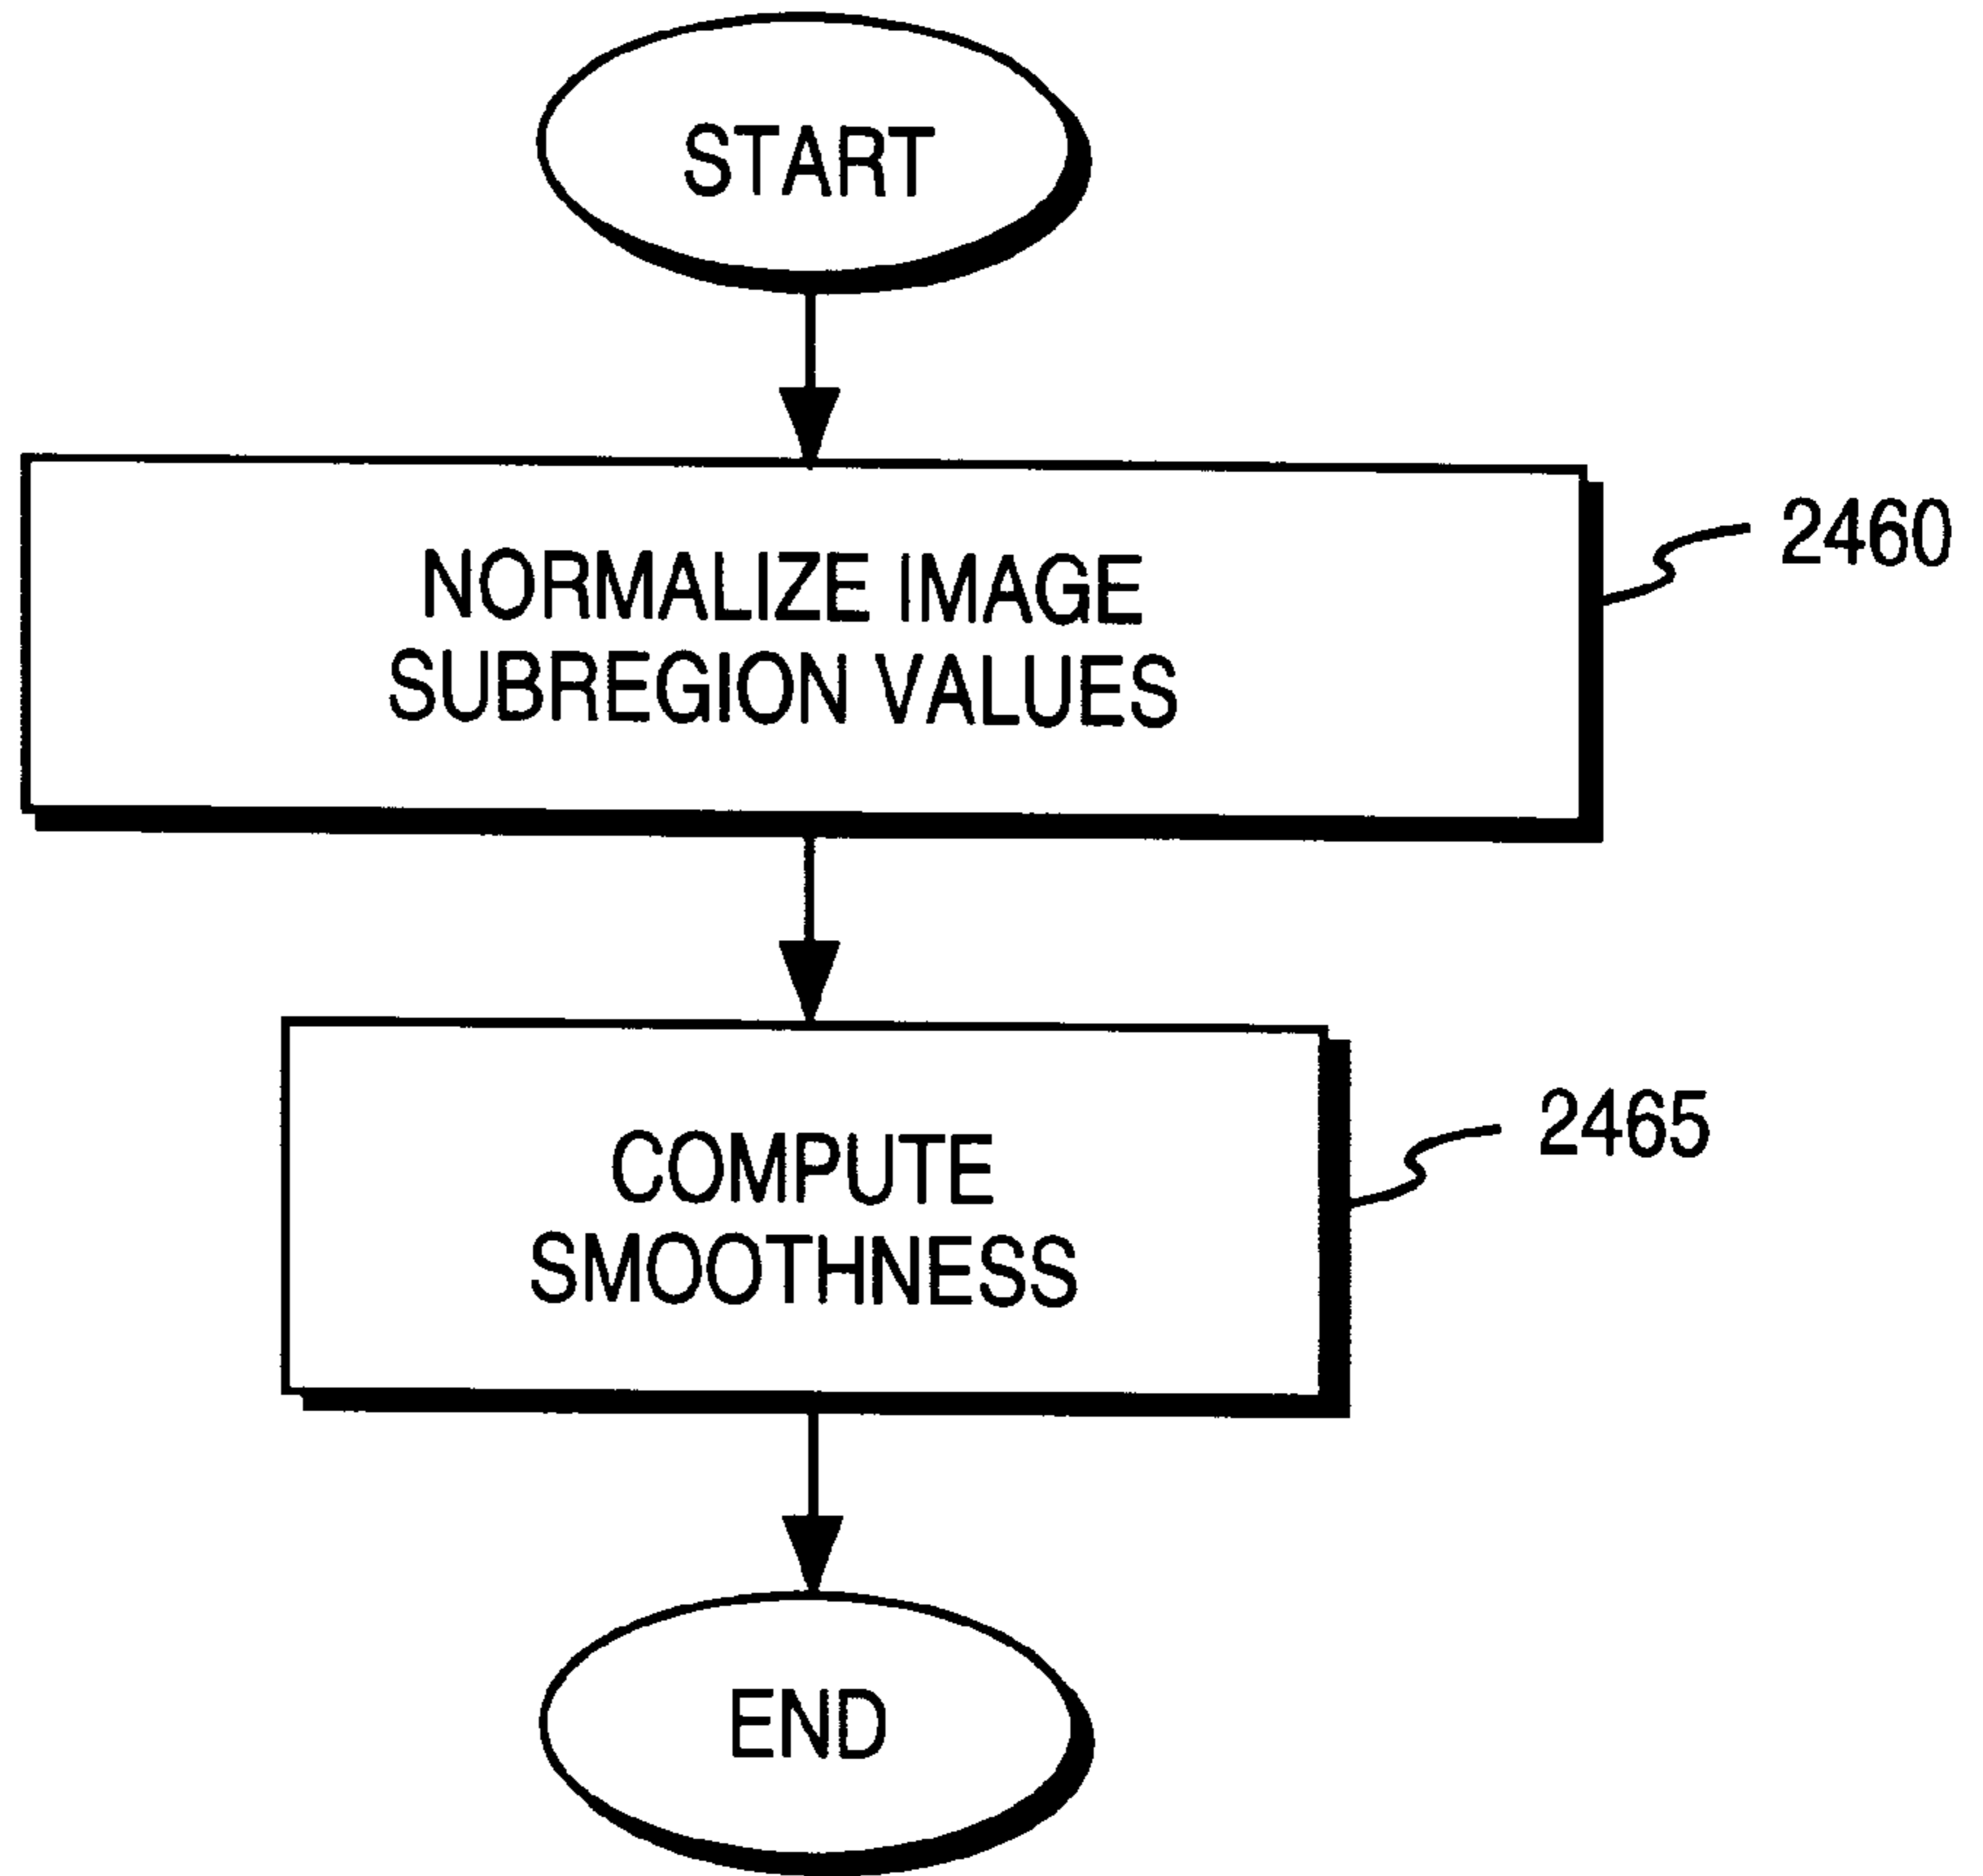 START
NORMALIZE IMAGE
SUBREGION VALUES
2460
COMPUTE
SMOOTHNESS
2465
END